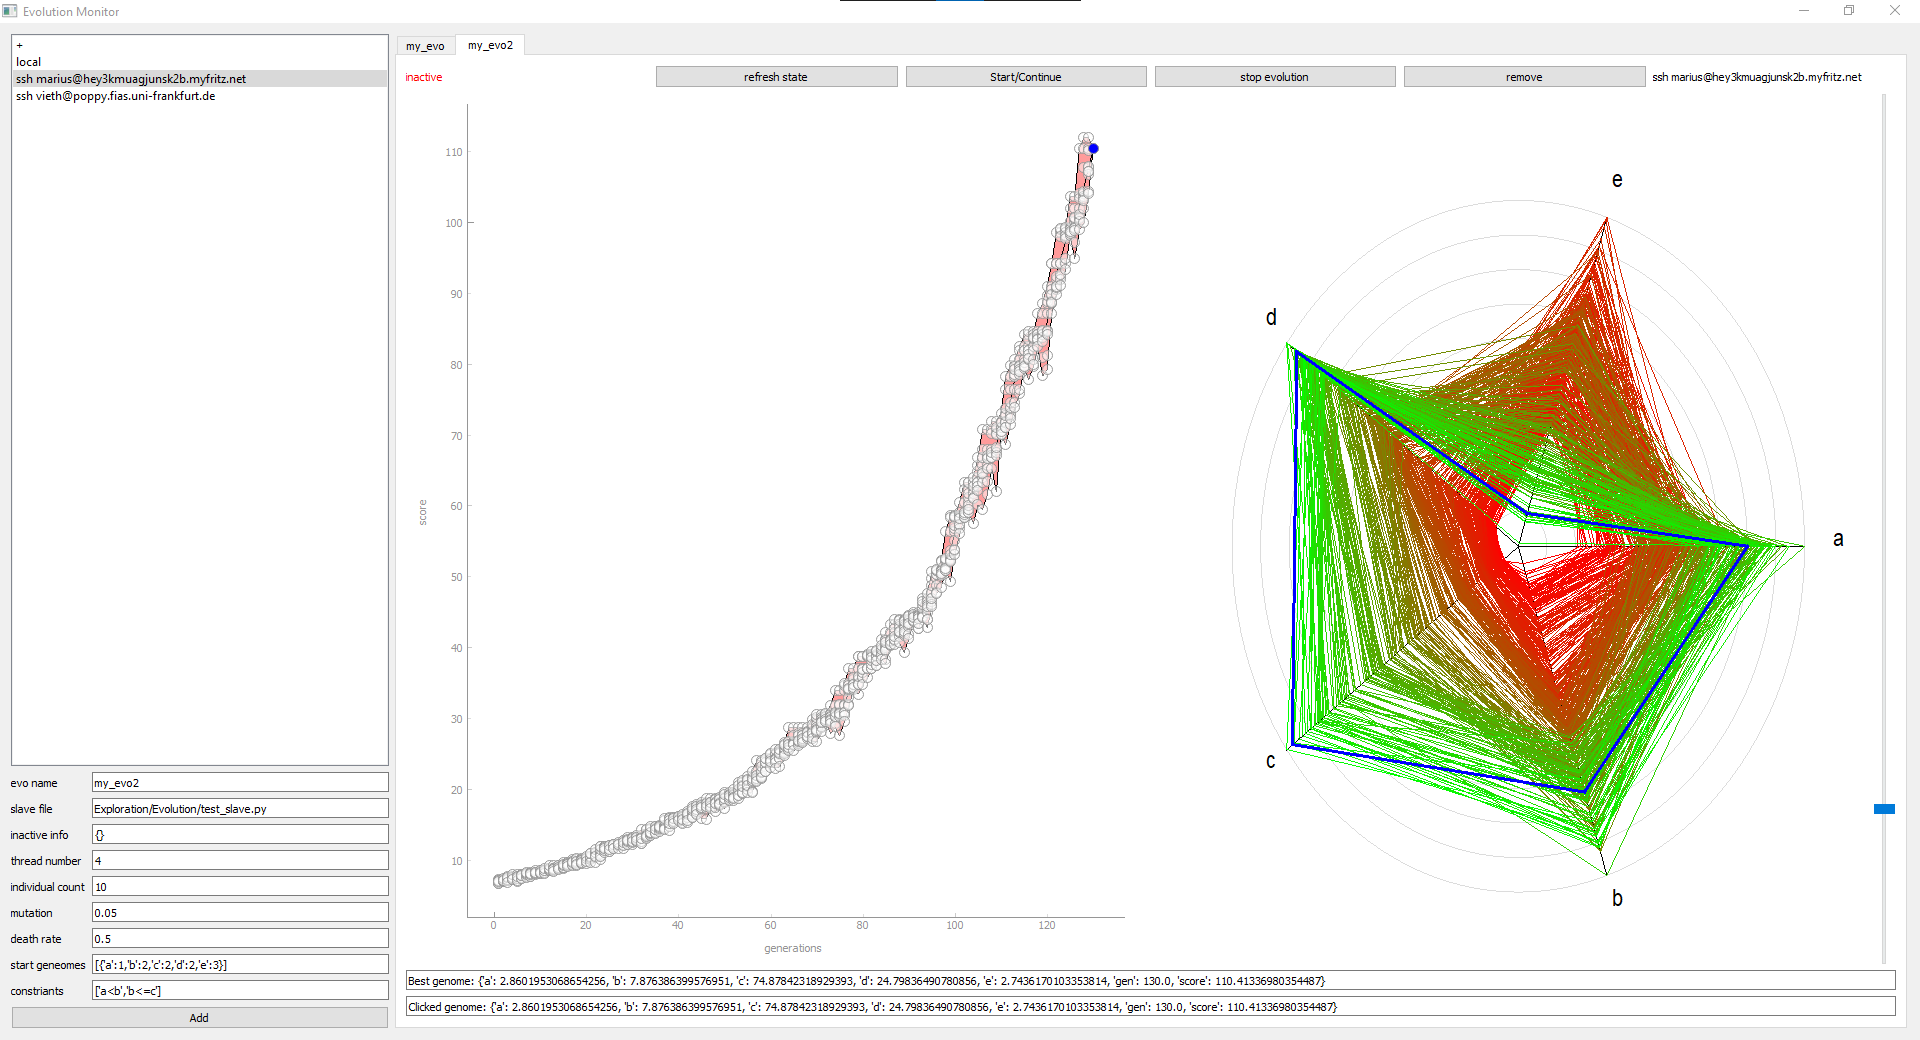 Evolution Monitor
+
local
ssh marius@hey3kmuagjunsk2b.myfritz.net
ssh vieth@poppy.fias.uni-frankfurt.de
evo name
my_evo2
slave file
Exploration/Evolution/test_slave.py
inactive info
{}
thread number
4
individual count
10
mutation
0.05
death rate
0.5
start geneomes
[{'a':1,'b':2,'c':2,'d':2,'e':3}]
constriants
['a<b','b<=c']
Add
my_evo
my_evo2
inactive
refresh state
Start/Continue
stop evolution
remove
ssh marius@hey3kmuagjunsk2b.myfritz.net
110
100
90
80
70
60
50
40
30
20
10
score
0
20
40
60
80
100
120
generations
e
d
a
c
b
Best genome: {'a': 2.8601953068654256, 'b': 7.876386399576951, 'c': 74.87842318929393, 'd': 24.79836490780856, 'e': 2.7436170103353814, 'gen': 130.0, 'score': 110.41336980354487}
Clicked genome: {'a': 2.8601953068654256, 'b': 7.876386399576951, 'c': 74.87842318929393, 'd': 24.79836490780856, 'e': 2.7436170103353814, 'gen': 130.0, 'score': 110.41336980354487}